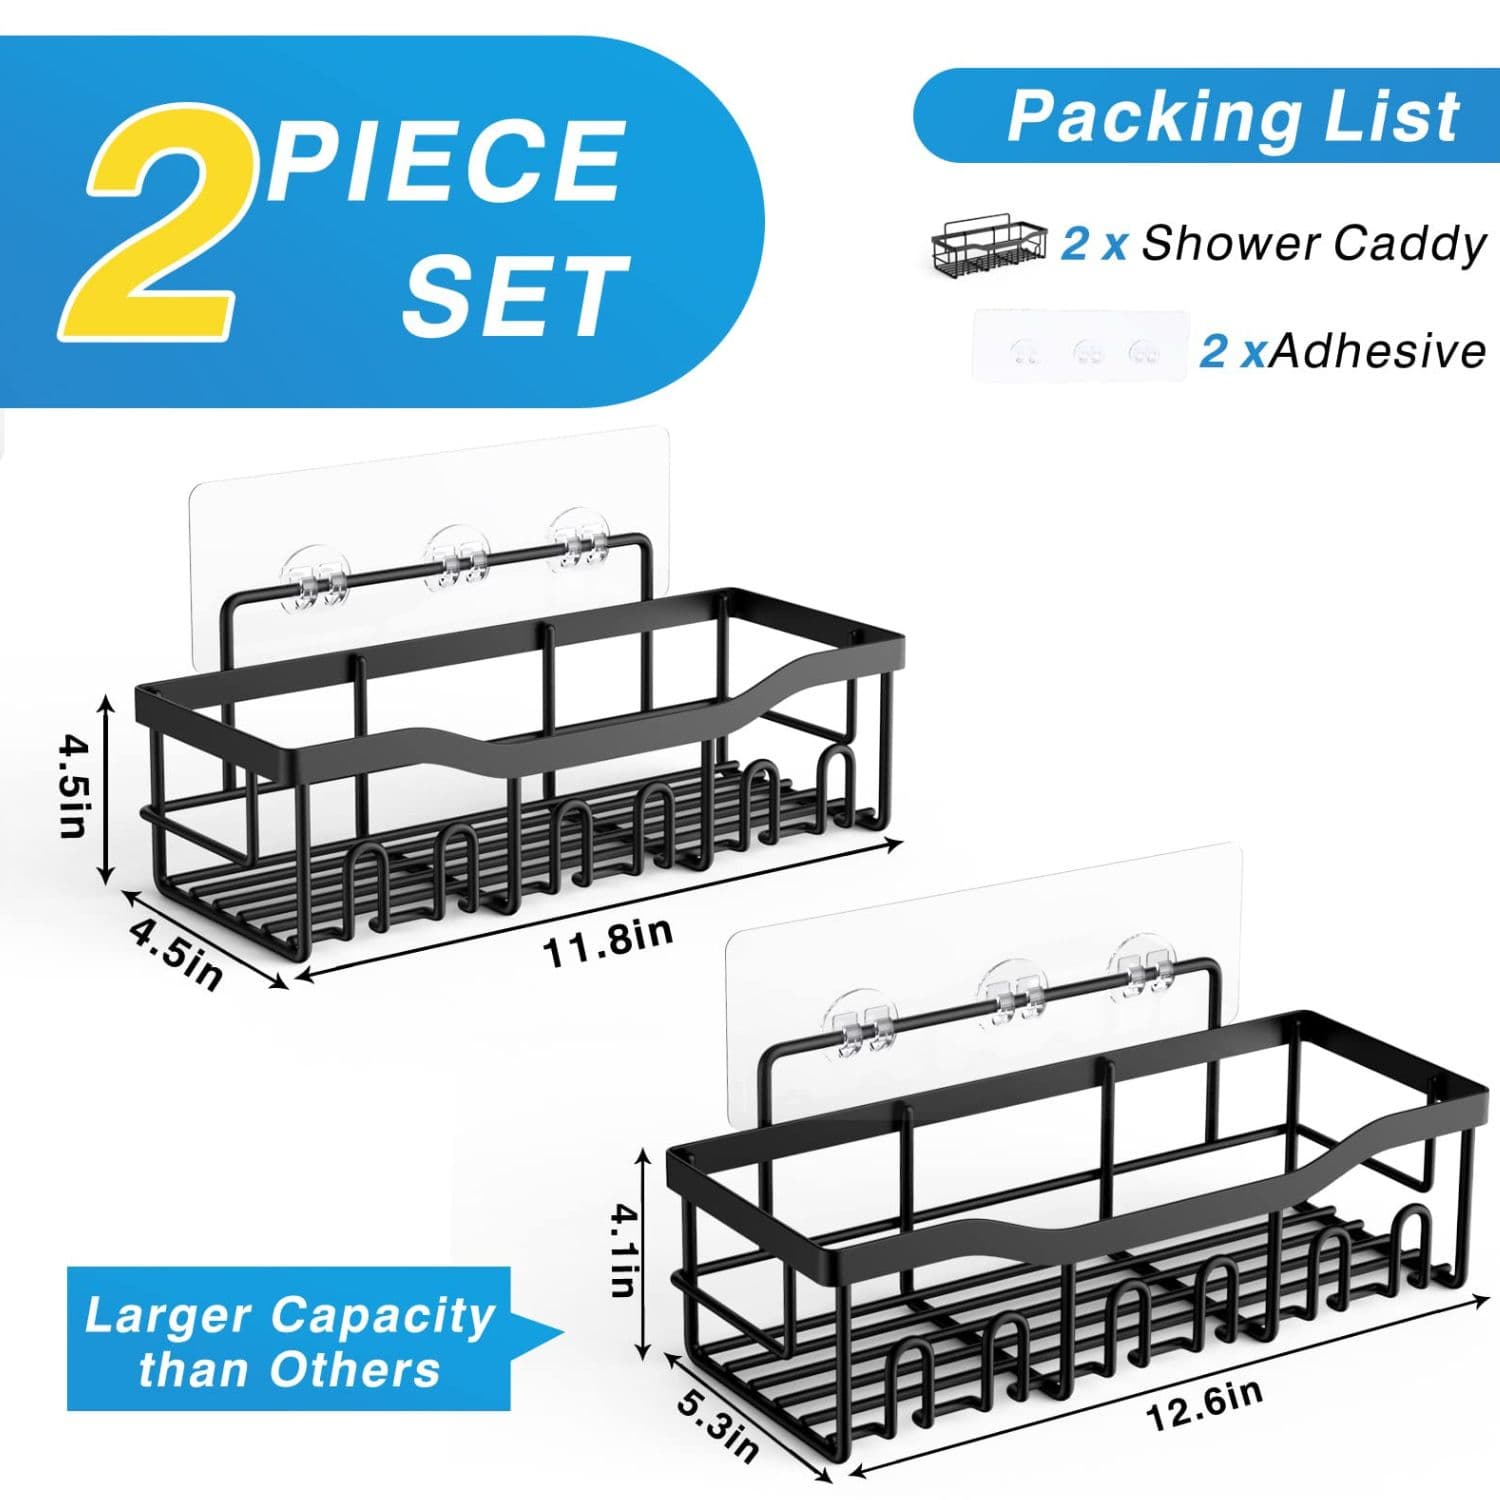 2 PIECE
SET
Packing List
2 x Shower Caddy
2 xAdhesive
4.5in
4.5in
11.8in
4.1in
5.3in
12.6in
Larger Capacity
than Others